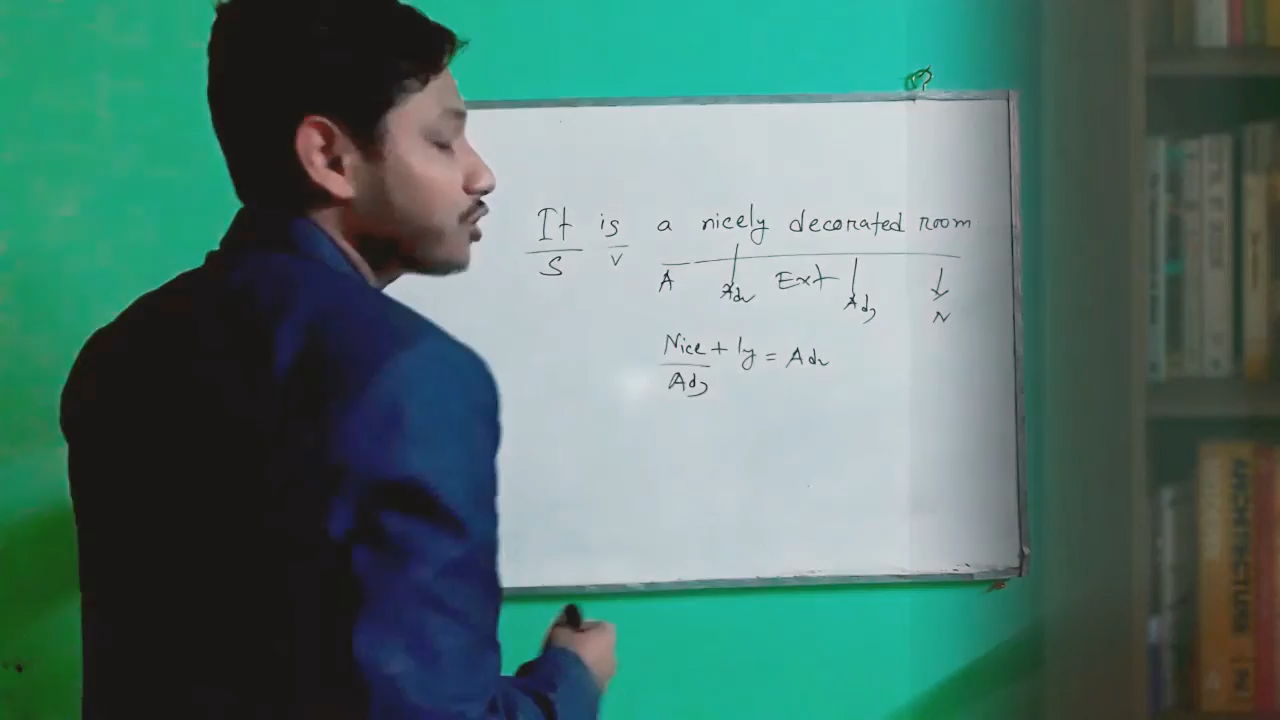 It is a nicely decorated room
S V
A Adv Ext Adj N
Nice + ly = Adv
Adj